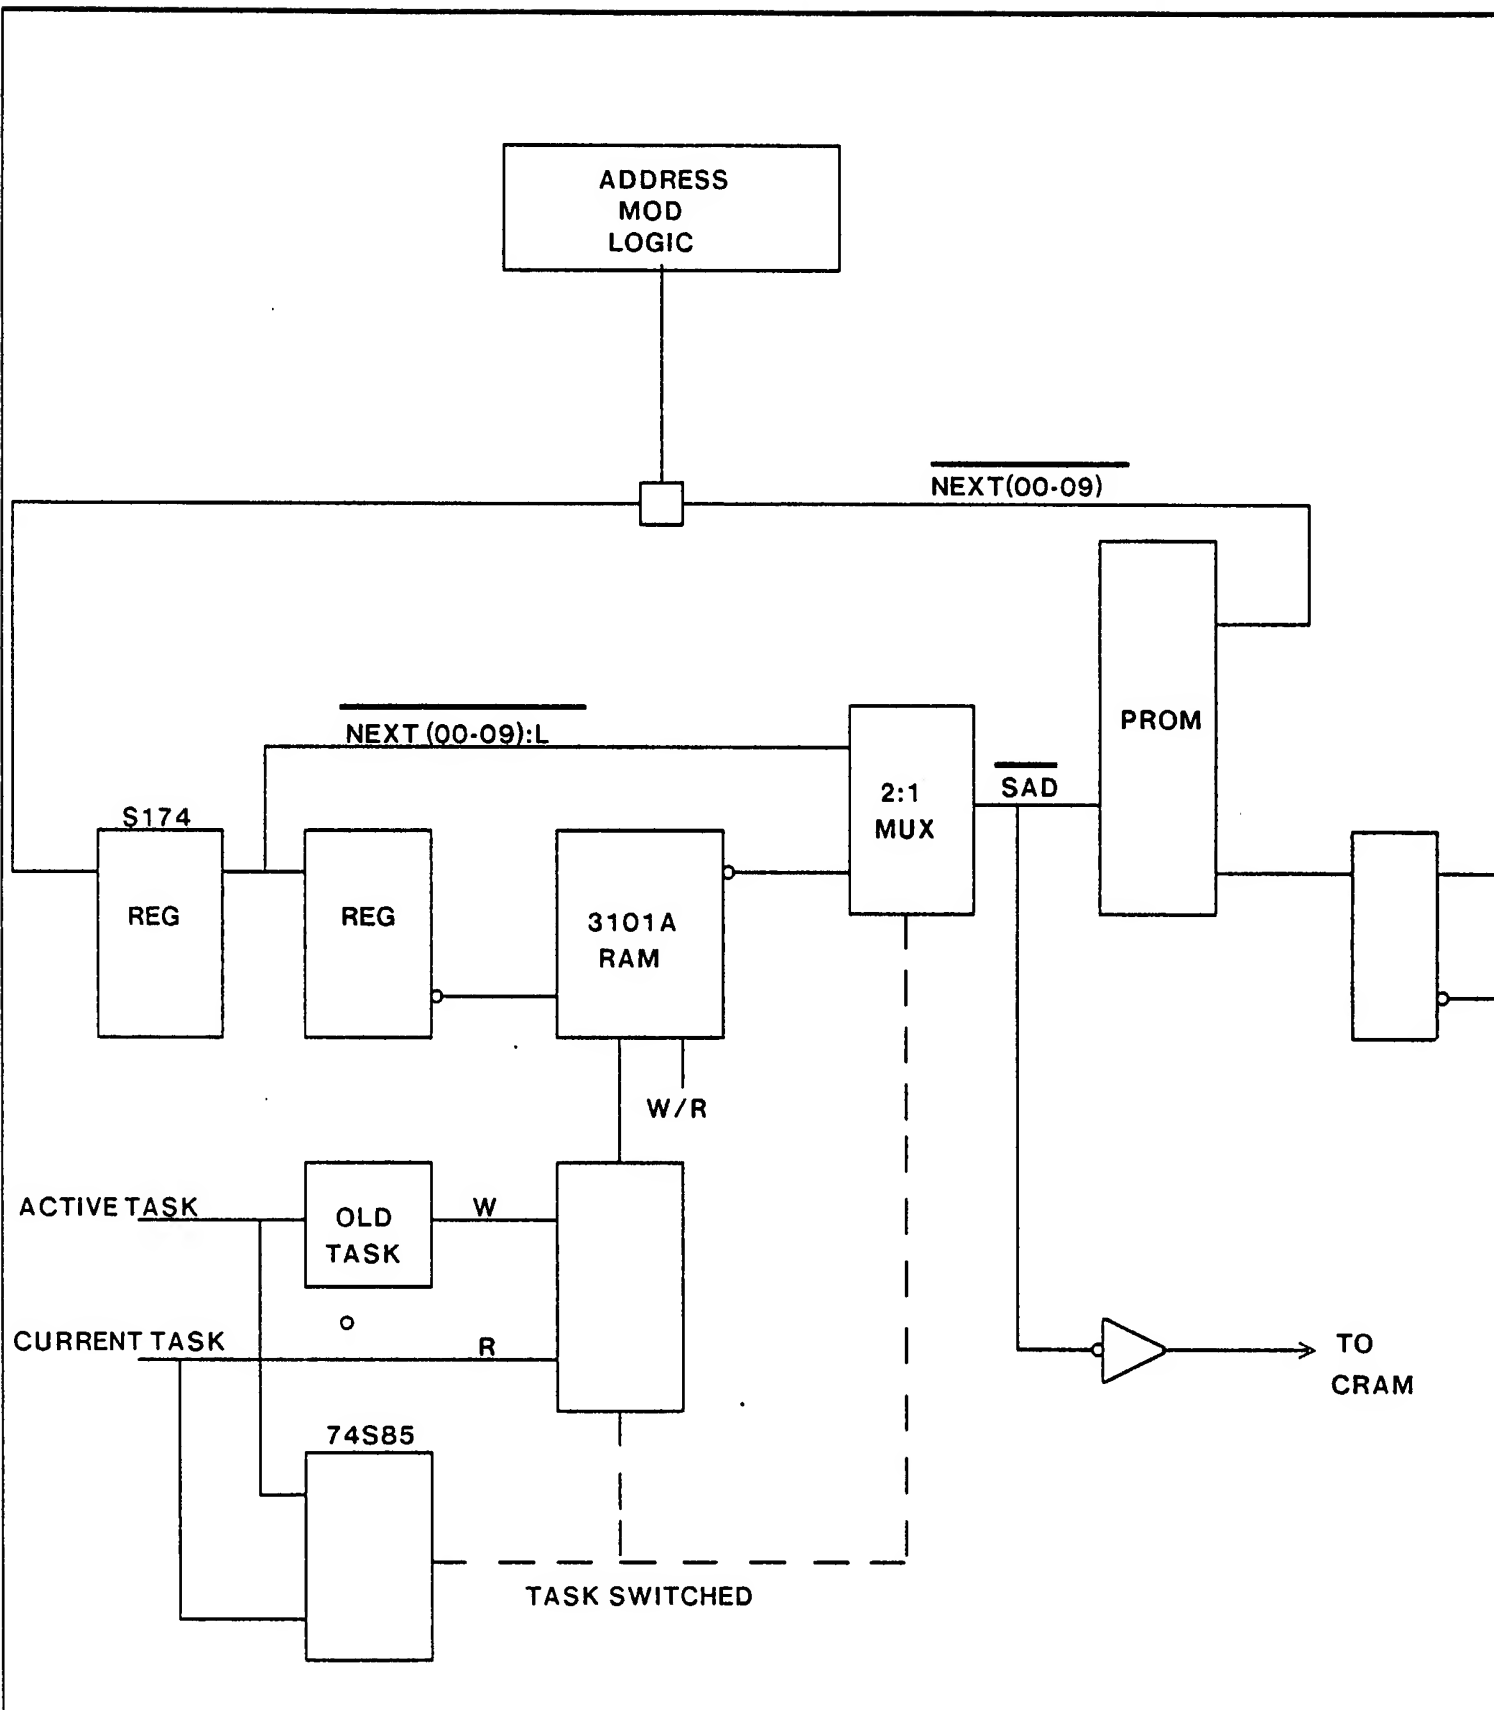 ADDRESS
MOD
LOGIC
NEXT(00-09)
NEXT (00-09):L
PROM
2:1
MUX
SAD
S174
REG
REG
3101A
RAM
W/R
ACTIVE TASK
OLD
TASK
W
CURRENT TASK
R
TO
CRAM
74S85
TASK SWITCHED